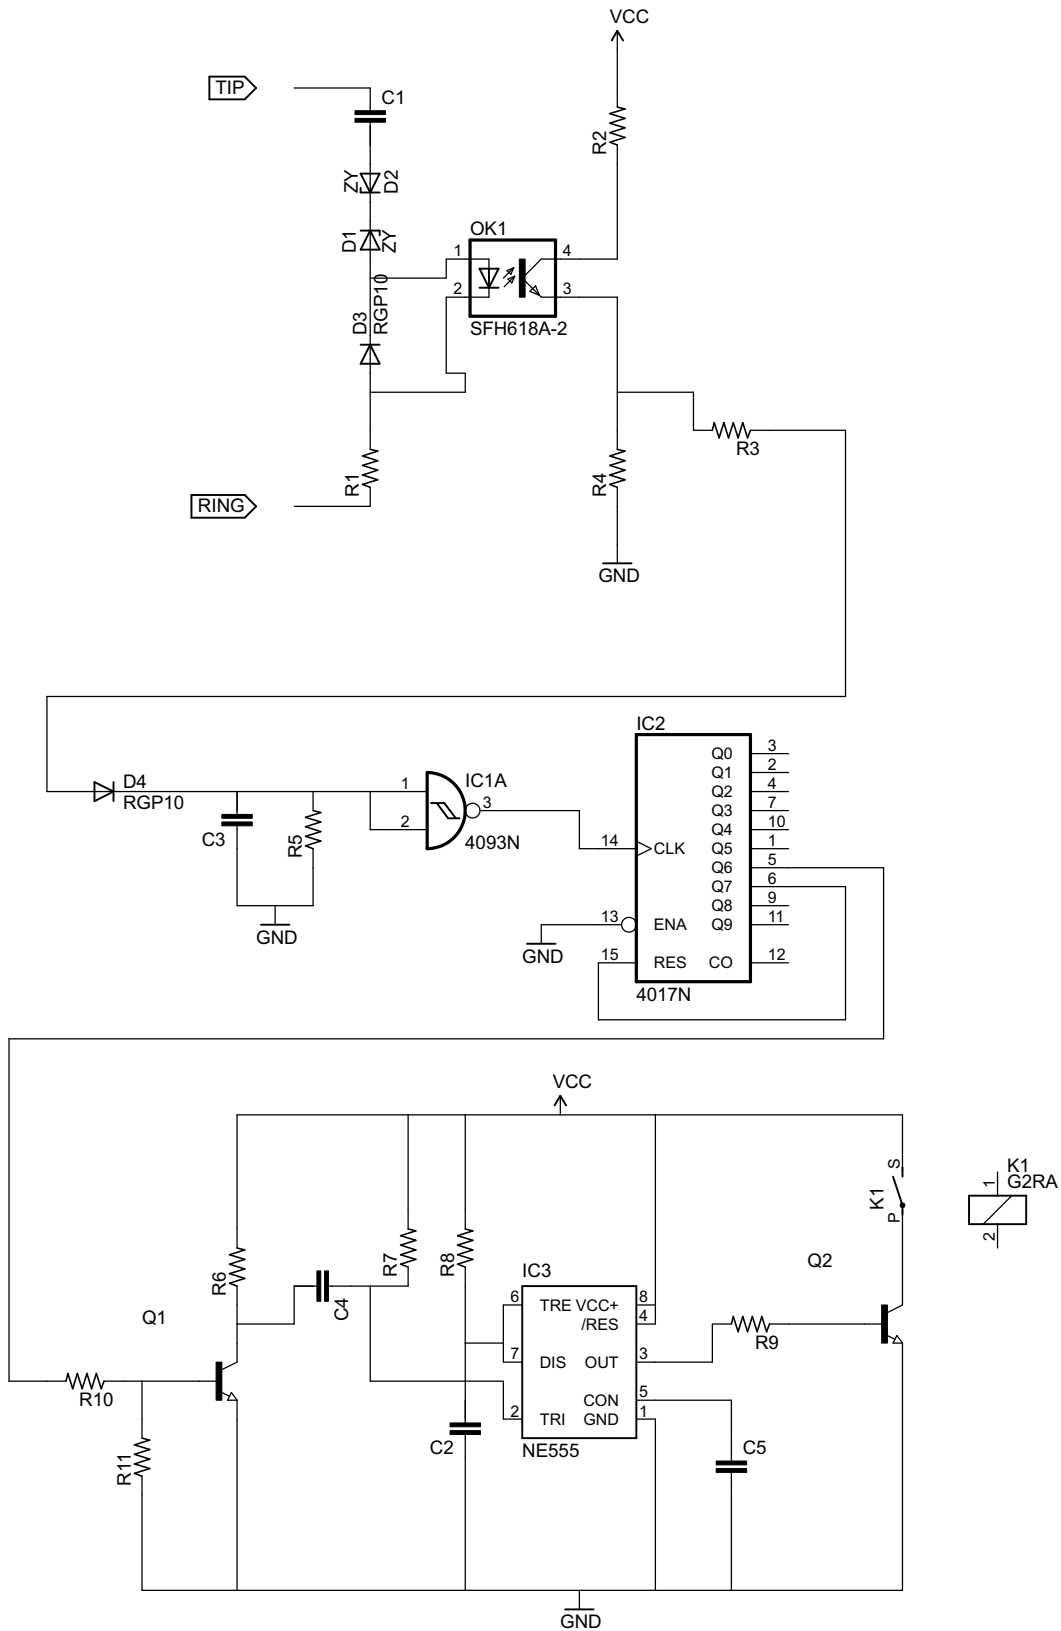 VCC
TIP
C1
R2
ZY
D2
D1
ZY
OK1
1
4
2
3
SFH618A-2
D3
RGP10
R1
RING
R3
R4
GND
IC2
Q0 3
Q1 2
Q2 4
Q3 7
Q4 10
Q5 1
Q6 5
Q7 6
Q8 9
Q9 11
CO 12
14 CLK
13 ENA
15 RES
4017N
GND
D4
RGP10
C3
R5
GND
1
2
IC1A
3
4093N
VCC
R6
C4
R7
R8
Q1
R10
R11
C2
IC3
6 TRE VCC+ 8
/RES 4
7 DIS OUT 3
CON 5
2 TRI GND 1
NE555
R9
C5
Q2
K1
S
P
K1
G2RA
1
2
GND